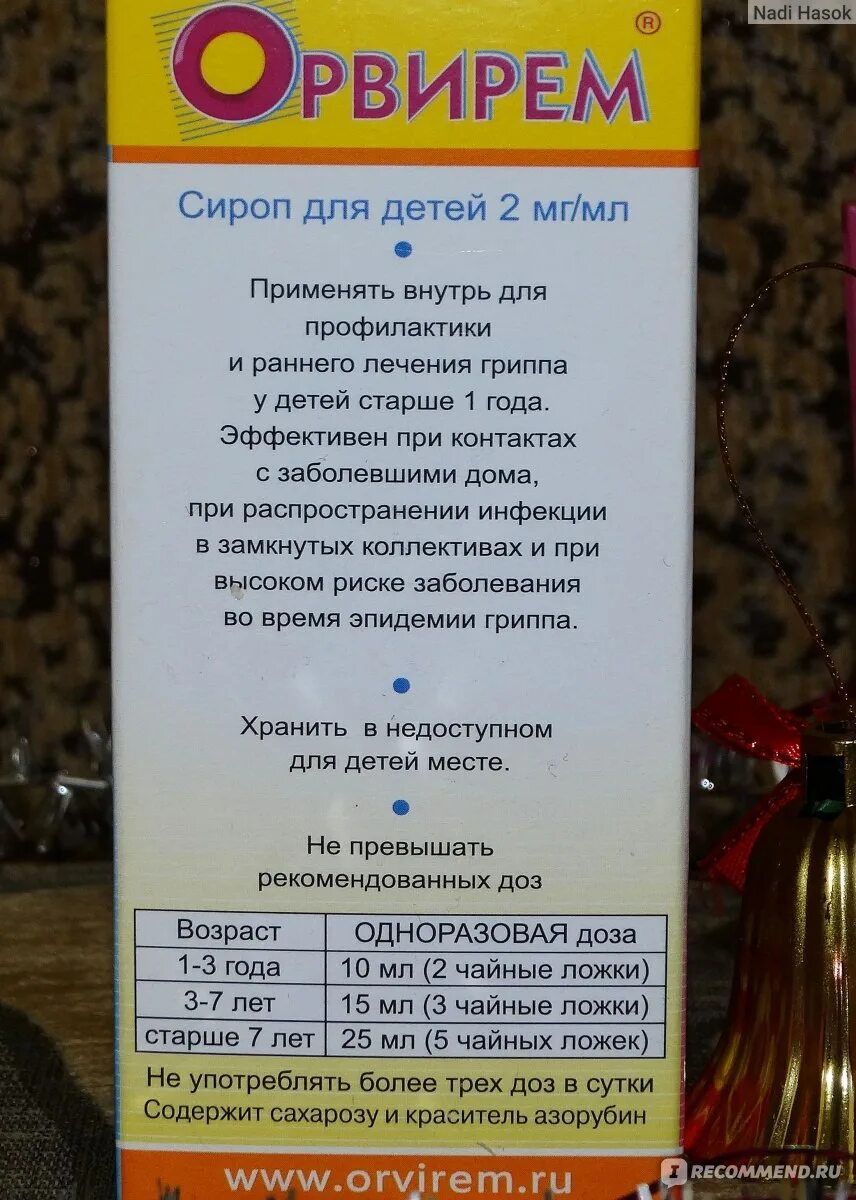 Nadi Hasok
ОРВИРЕМ ®
Сироп для детей 2 мг/мл
Применять внутрь для
профилактики
и раннего лечения гриппа
у детей старше 1 года.
Эффективен при контактах
с заболевшими дома,
при распространении инфекции
в замкнутых коллективах и при
высоком риске заболевания
во время эпидемии гриппа.
Хранить в недоступном
для детей месте.
Не превышать
рекомендованных доз
Возраст ОДНОРАЗОВАЯ доза
1-3 года 10 мл (2 чайные ложки)
3-7 лет 15 мл (3 чайные ложки)
старше 7 лет 25 мл (5 чайных ложек)
Не употреблять более трех доз в сутки
Содержит сахарозу и краситель азорубин
www.orvirem.ru
I RECOMMEND.RU